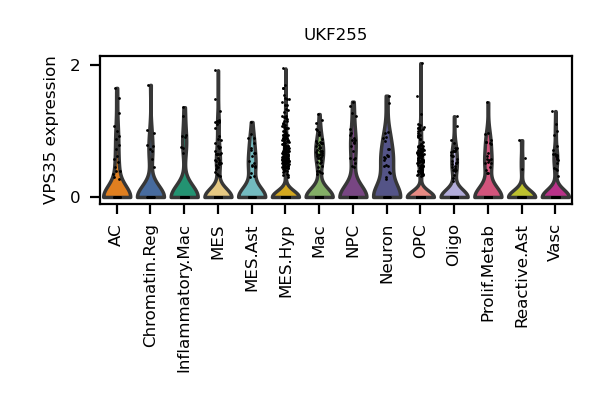 UKF255
VPS35 expression
2
0
AC
Chromatin.Reg
Inflammatory.Mac
MES
MES.Ast
MES.Hyp
Mac
NPC
Neuron
OPC
Oligo
Prolif.Metab
Reactive.Ast
Vasc